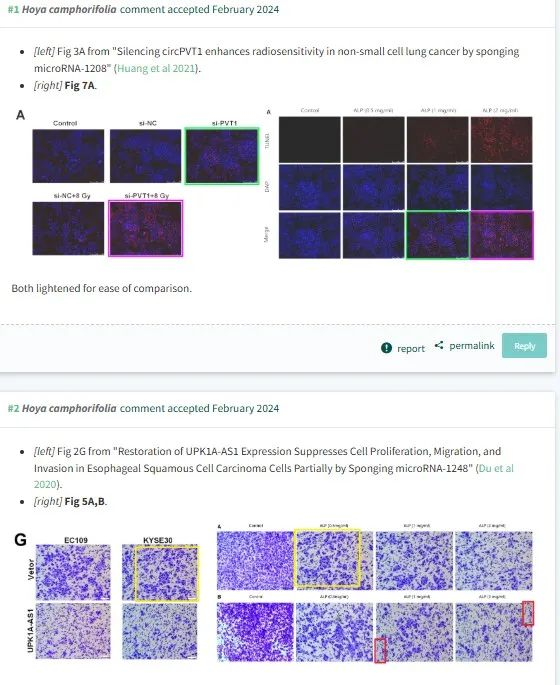 #1 Hoya camphorifolia comment accepted February 2024
[left] Fig 3A from "Silencing circPVT1 enhances radiosensitivity in non-small cell lung cancer by sponging
microRNA-1208" (Huang et al 2021).
[right] Fig 7A.
A
Control si-NC si-PVT1
si-NC+8 Gy si-PVT1+8 Gy
A Control ALP (0.5 mg/ml) ALP (1 mg/ml) ALP (2 mg/ml)
TUNEL
DAPI
Merge
Both lightened for ease of comparison.
report permalink Reply
#2 Hoya camphorifolia comment accepted February 2024
[left] Fig 2G from "Restoration of UPK1A-AS1 Expression Suppresses Cell Proliferation, Migration, and
Invasion in Esophageal Squamous Cell Carcinoma Cells Partially by Sponging microRNA-1248" (Du et al
2020).
[right] Fig 5A,B.
G EC109 KYSE30
Vetor
UPK1A-AS1
A Control ALP (0.5mg/ml) ALP (1 mg/ml) ALP (2 mg/ml)
B Control ALP (0.5mg/ml) ALP (1 mg/ml) ALP (2 mg/ml)